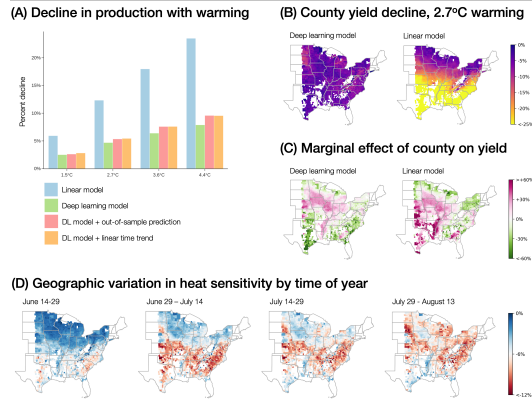 (A) Decline in production with warming
Percent decline
20%
15%
10%
5%
0%
1.5°C
2.7°C
3.6°C
4.4°C
Linear model
Deep learning model
DL model + out-of-sample prediction
DL model + linear time trend
(B) County yield decline, 2.7°C warming
Deep learning model
Linear model
0%
-5%
-10%
-15%
-20%
<-25%
(C) Marginal effect of county on yield
Deep learning model
Linear model
>+60%
+30%
0%
-30%
<-60%
(D) Geographic variation in heat sensitivity by time of year
June 14-29
June 29 – July 14
July 14-29
July 29 - August 13
0%
-6%
<-12%